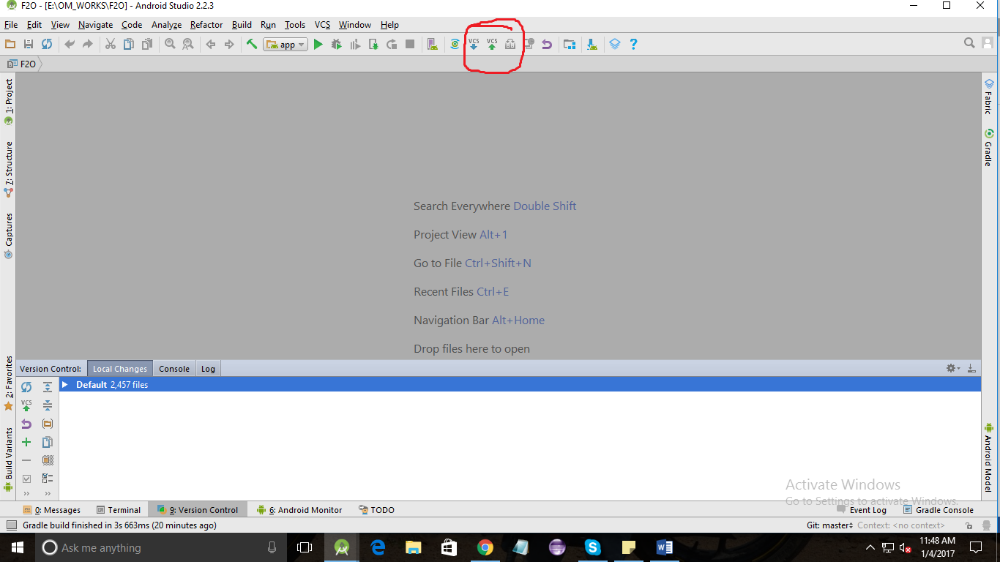 F2O - [E:\OM_WORKS\F2O] - Android Studio 2.2.3
File Edit View Navigate Code Analyze Refactor Build Run Tools VCS Window Help
app VCS VCS ?
F2O
1: Project
7: Structure
Captures
2: Favorites
Build Variants
Fabric
Gradle
Android Model
Search Everywhere Double Shift
Project View Alt+1
Go to File Ctrl+Shift+N
Recent Files Ctrl+E
Navigation Bar Alt+Home
Drop files here to open
Version Control: Local Changes Console Log
Default 2,457 files
VCS
Activate Windows
Go to Settings to activate Windows.
0: Messages Terminal 9: Version Control 6: Android Monitor TODO Event Log Gradle Console
Gradle build finished in 3s 663ms (20 minutes ago) Git: master Context: <no context>
Ask me anything
11:48 AM
1/4/2017